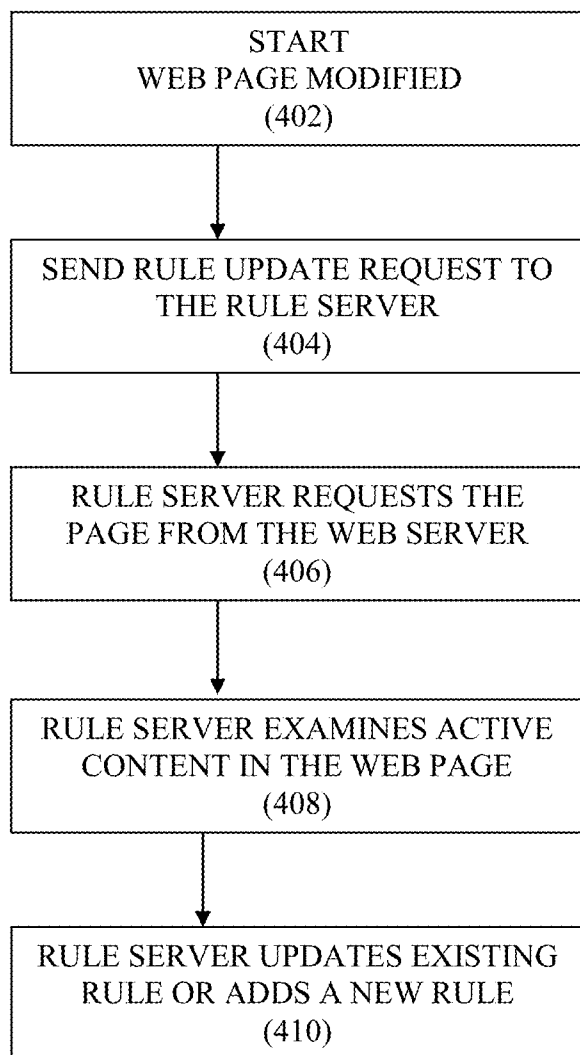 START
WEB PAGE MODIFIED
(402)
SEND RULE UPDATE REQUEST TO
THE RULE SERVER
(404)
RULE SERVER REQUESTS THE
PAGE FROM THE WEB SERVER
(406)
RULE SERVER EXAMINES ACTIVE
CONTENT IN THE WEB PAGE
(408)
RULE SERVER UPDATES EXISTING
RULE OR ADDS A NEW RULE
(410)